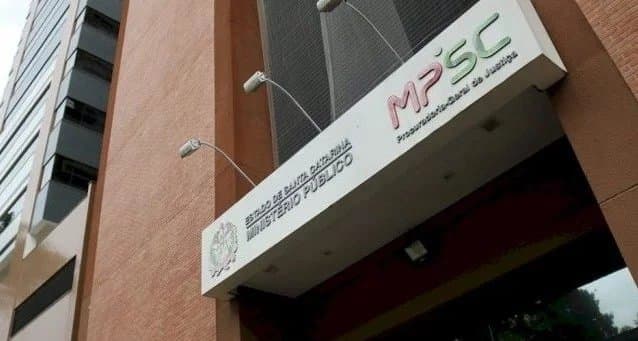 ESTADO DE SANTA CATARINA
MINISTÉRIO PÚBLICO
MPSC
Procuradoria-Geral de Justiça